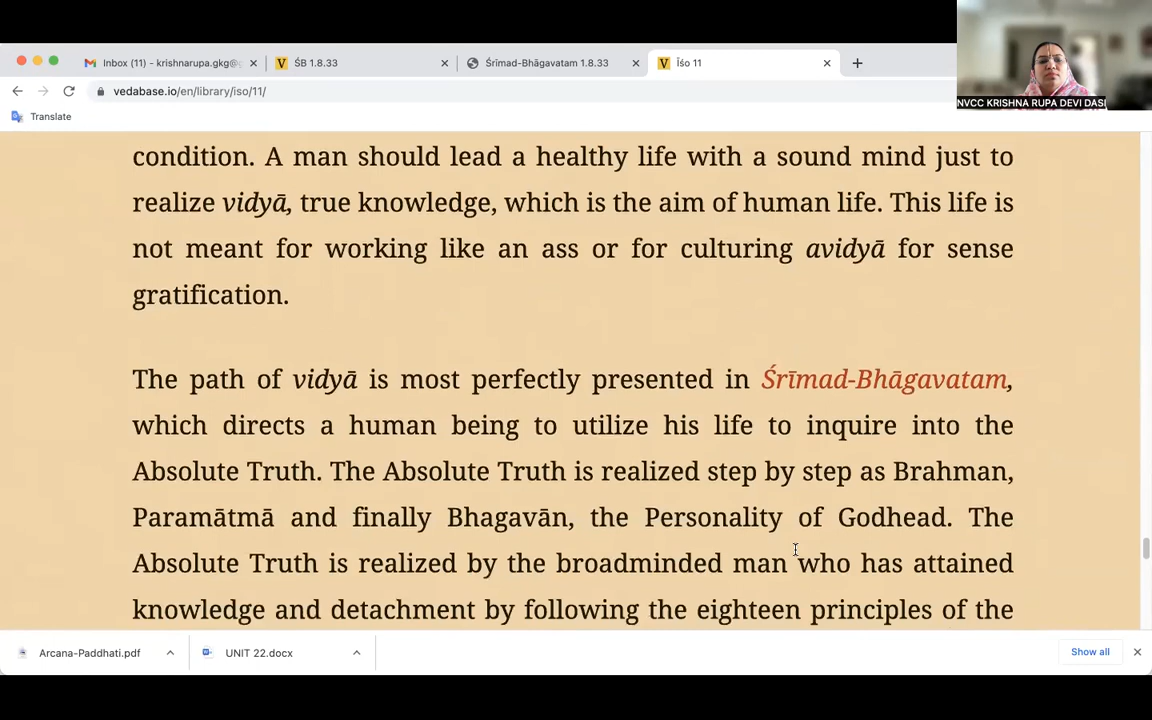 NVCC KRISHNA RUPA DEVI DASI
Inbox (11) - krishnarupa.gkg@g
ŚB 1.8.33
Śrīmad-Bhāgavatam 1.8.33
Īśo 11
vedabase.io/en/library/iso/11/
Translate
condition. A man should lead a healthy life with a sound mind just to
realize vidyā, true knowledge, which is the aim of human life. This life is
not meant for working like an ass or for culturing avidyā for sense
gratification.
The path of vidyā is most perfectly presented in Śrīmad-Bhāgavatam,
which directs a human being to utilize his life to inquire into the
Absolute Truth. The Absolute Truth is realized step by step as Brahman,
Paramātmā and finally Bhagavān, the Personality of Godhead. The
Absolute Truth is realized by the broadminded man who has attained
knowledge and detachment by following the eighteen principles of the
Arcana-Paddhati.pdf
UNIT 22.docx
Show all